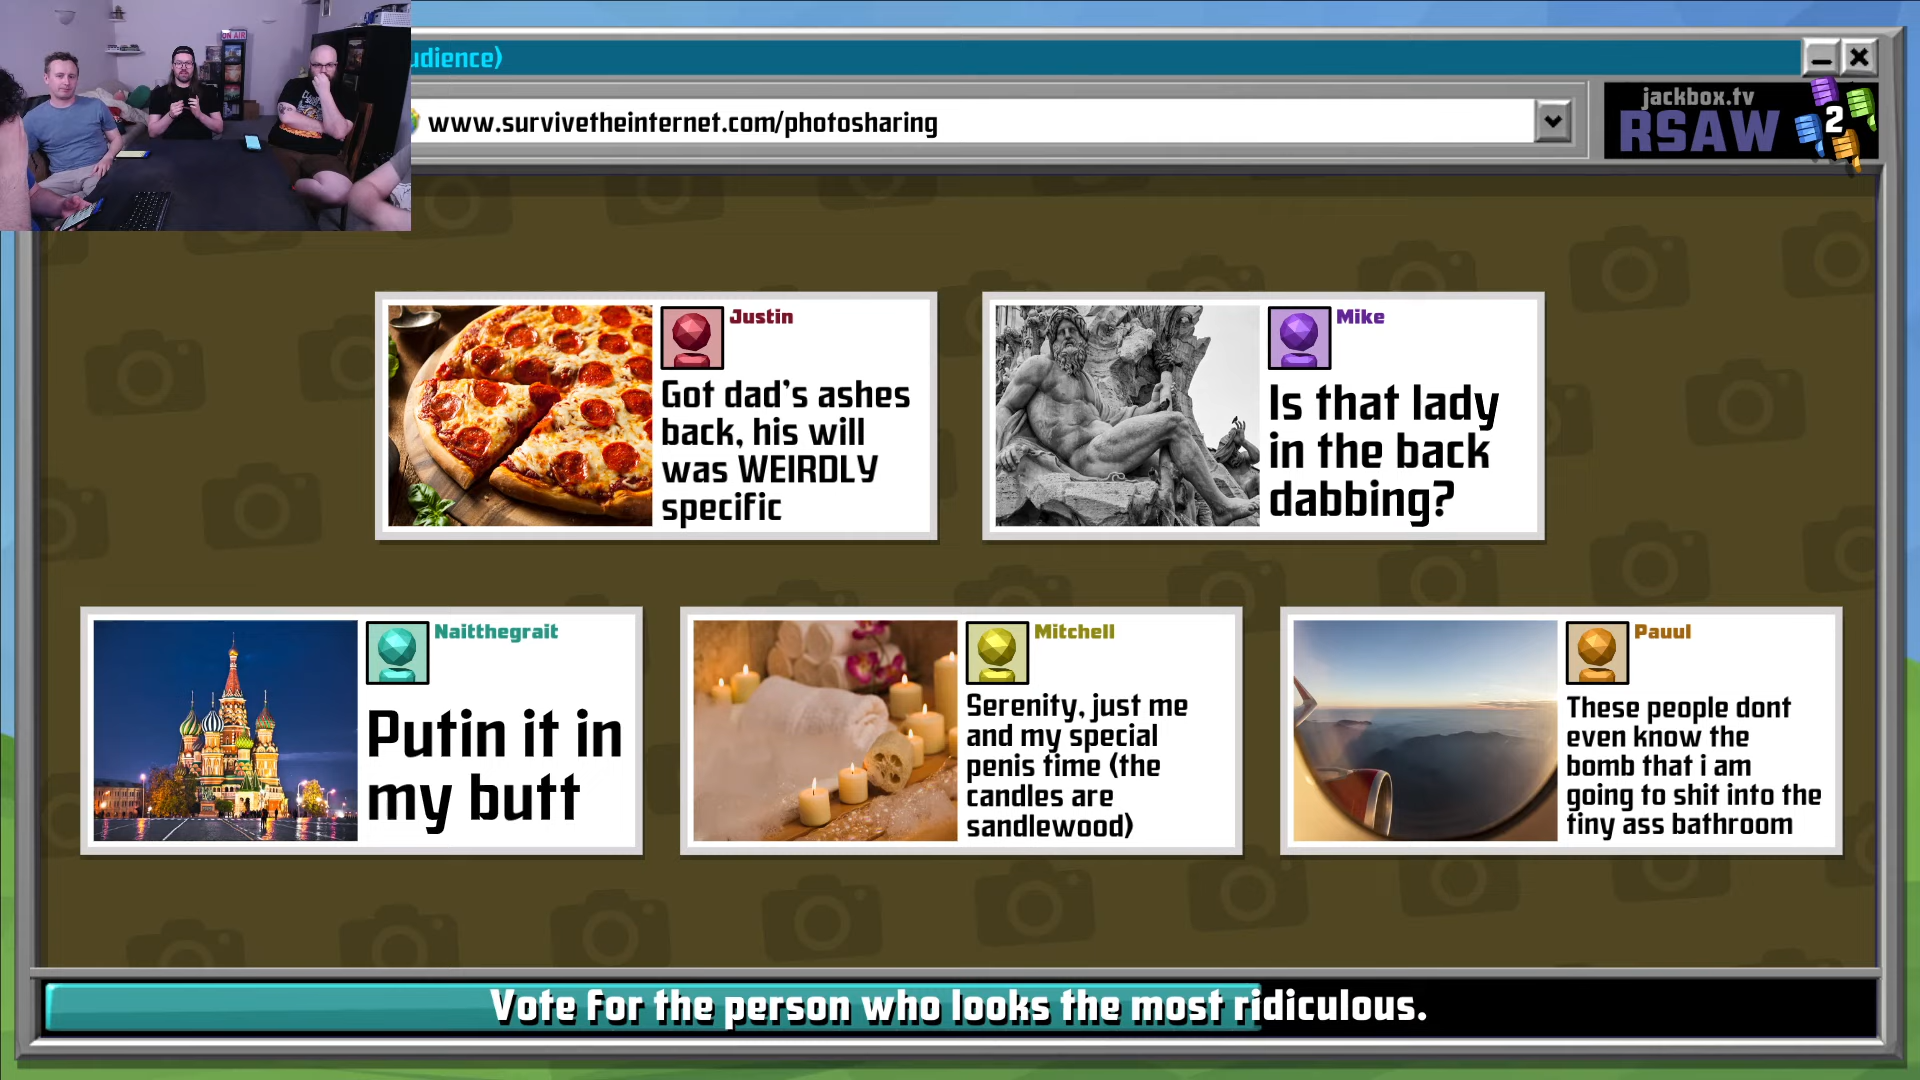 ON AIR
udience)
www.survivetheinternet.com/photosharing
jackbox.tv
RSAW
2
Justin
Got dad's ashes
back, his will
was WEIRDLY
specific
Mike
Is that lady
in the back
dabbing?
Naitthegrait
Putin it in
my butt
Mitchell
Serenity, just me
and my special
penis time (the
candles are
sandlewood)
Pauul
These people dont
even know the
bomb that i am
going to shit into the
tiny ass bathroom
Vote for the person who looks the most ridiculous.